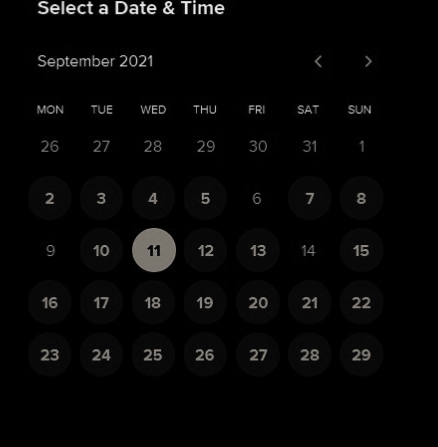 Select a Date & Time
September 2021
MON TUE WED THU FRI SAT SUN
26 27 28 29 30 31 1
2 3 4 5 6 7 8
9 10 11 12 13 14 15
16 17 18 19 20 21 22
23 24 25 26 27 28 29